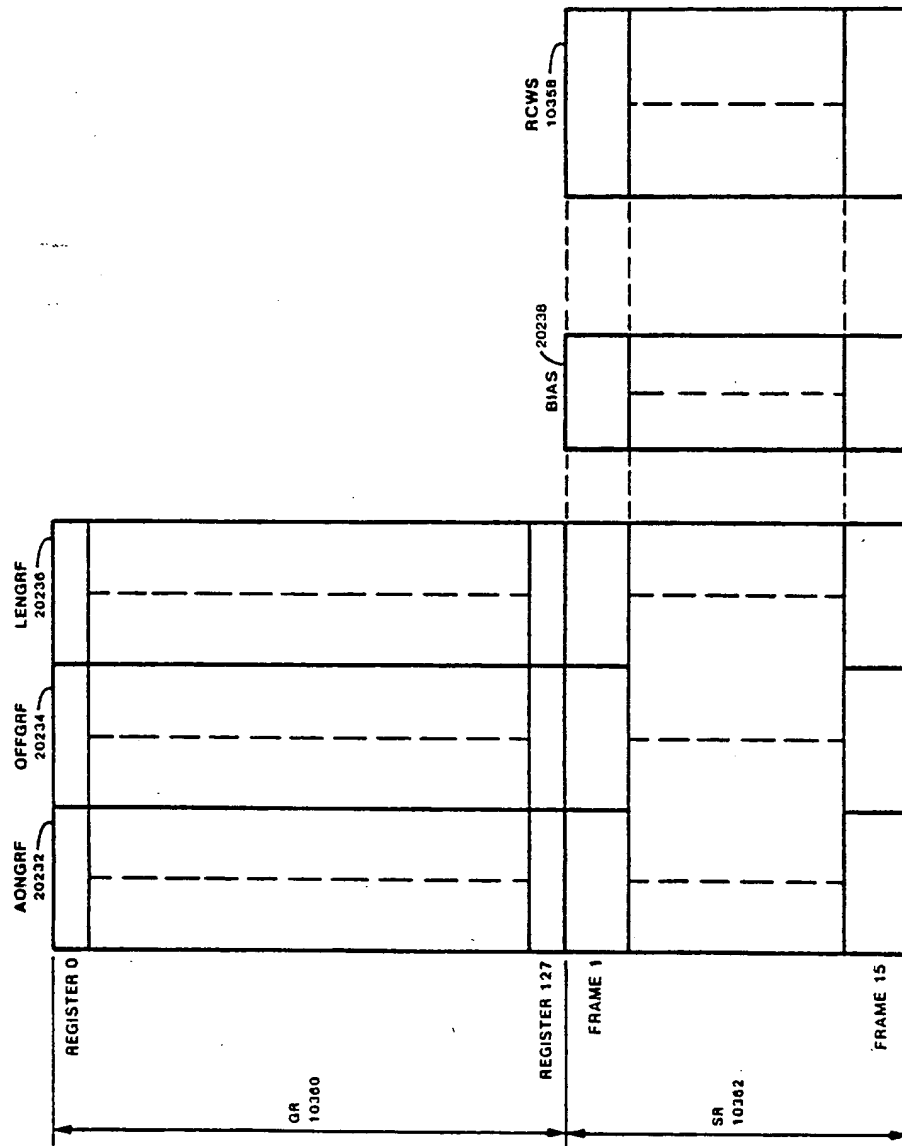 AONGRF
20232
OFFGRF
20234
LENGRF
20236
REGISTER 0
GR
10360
REGISTER 127
FRAME 1
BIAS
20238
RCWS
10358
SR
10362
FRAME 15